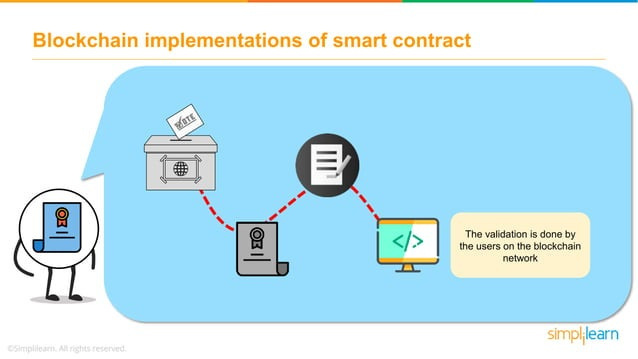 Blockchain implementations of smart contract
VOTE
</>
The validation is done by
the users on the blockchain
network
simplilearn
©Simplilearn. All rights reserved.